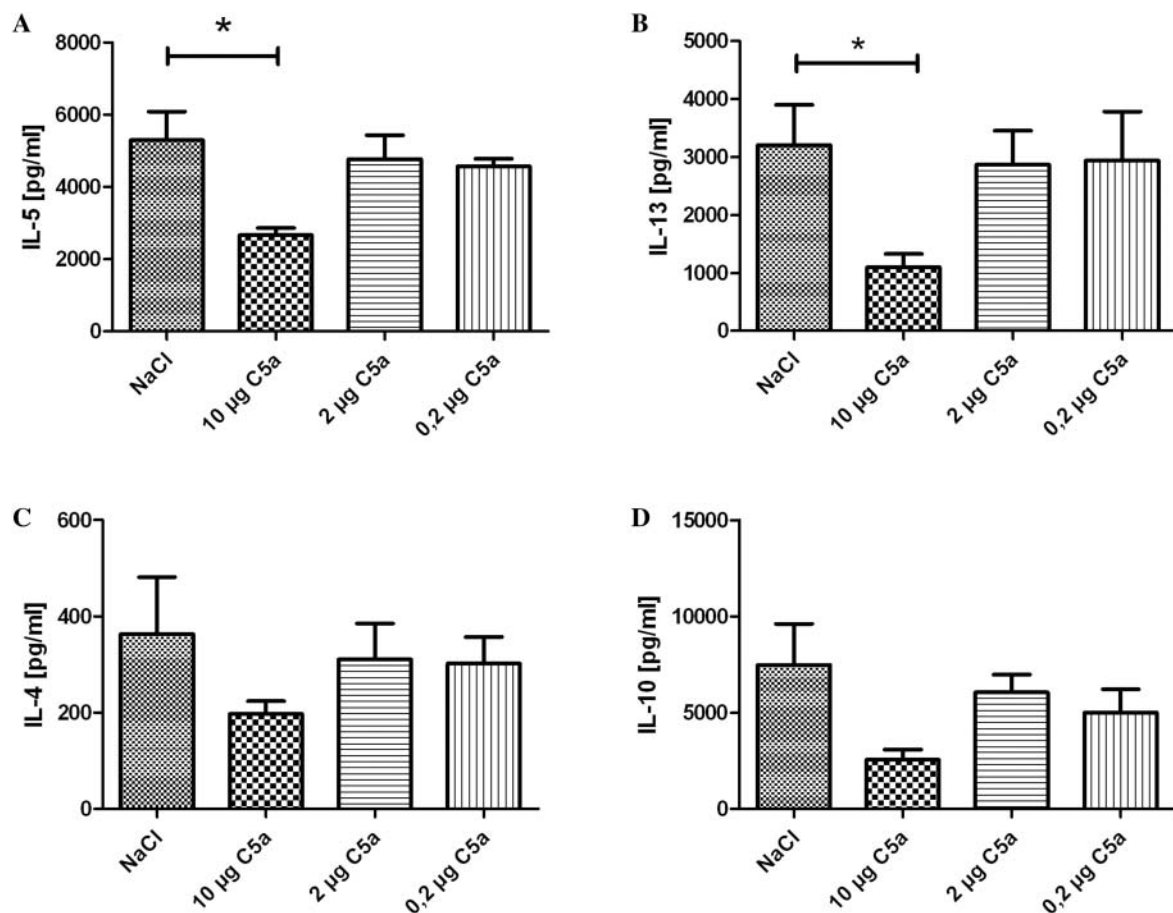 A
*
IL-5 [pg/ml]
8000
6000
4000
2000
0
NaCl
10 µg C5a
2 µg C5a
0,2 µg C5a
B
*
IL-13 [pg/ml]
5000
4000
3000
2000
1000
0
NaCl
10 µg C5a
2 µg C5a
0,2 µg C5a
C
IL-4 [pg/ml]
600
400
200
0
NaCl
10 µg C5a
2 µg C5a
0,2 µg C5a
D
IL-10 [pg/ml]
15000
10000
5000
0
NaCl
10 µg C5a
2 µg C5a
0,2 µg C5a